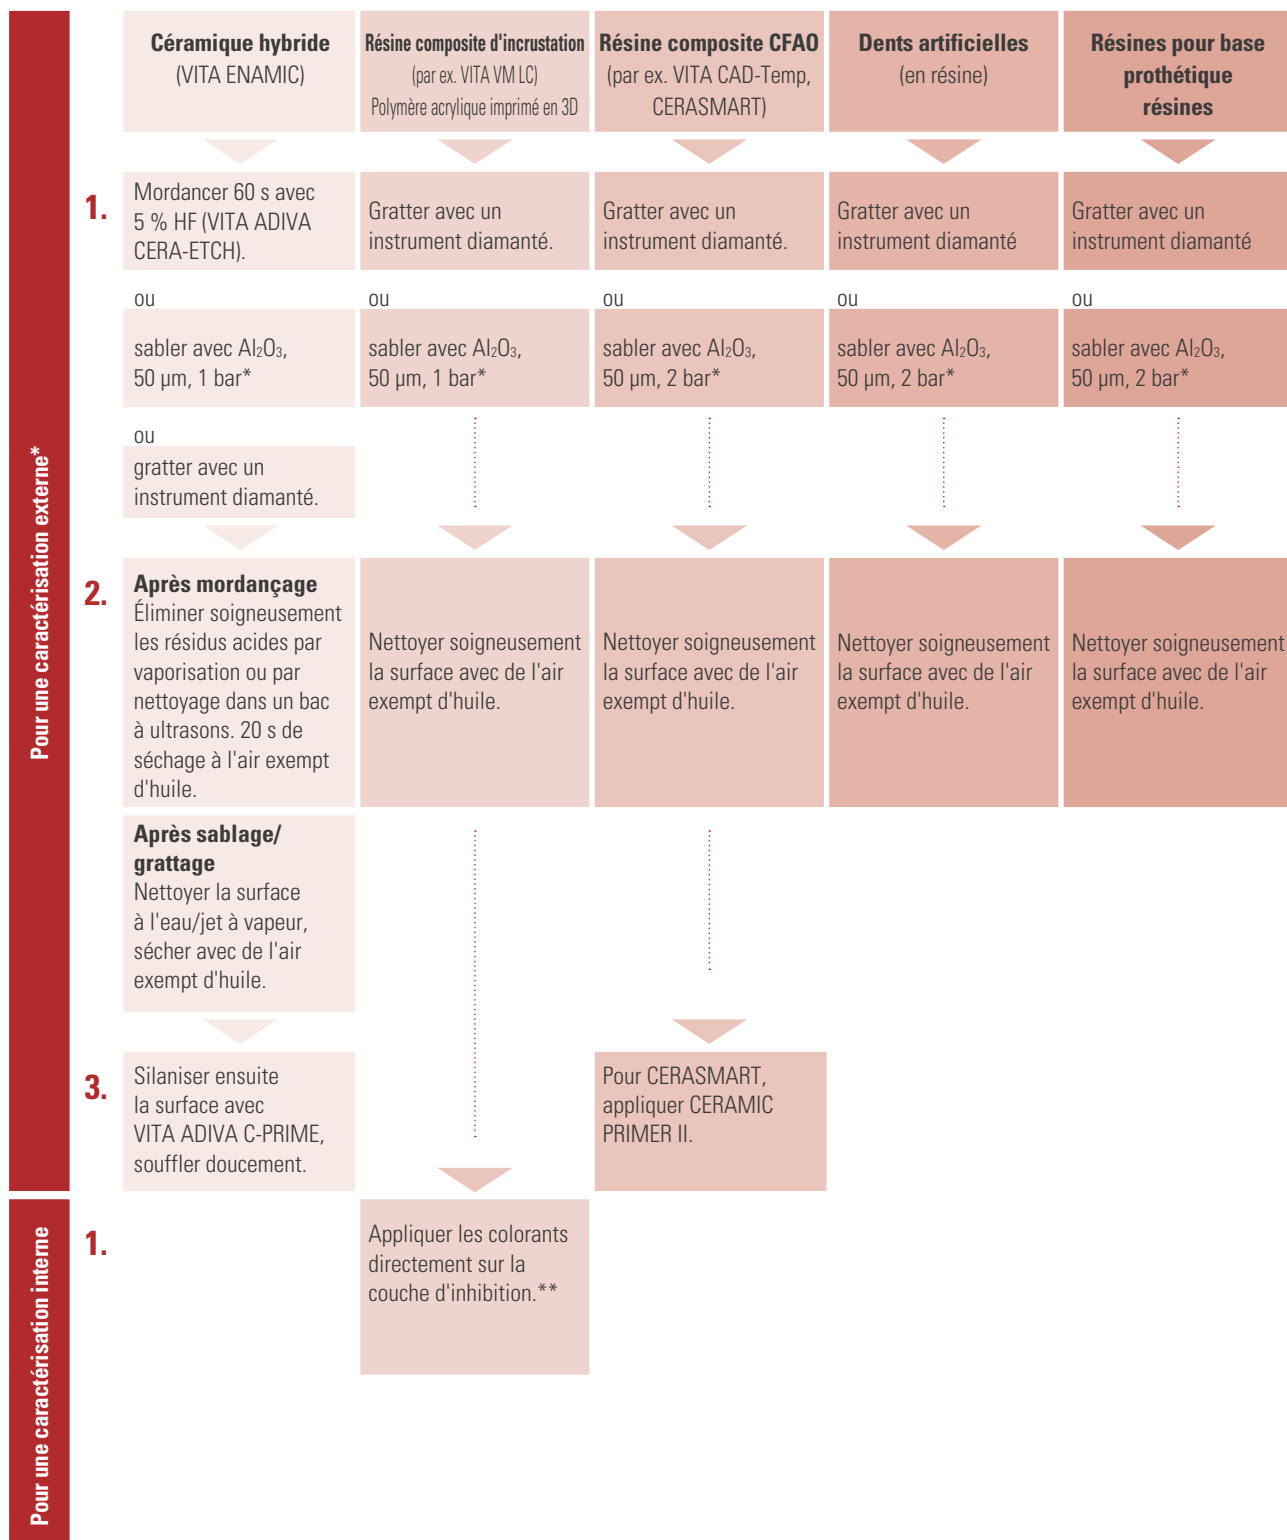 Céramique hybride
(VITA ENAMIC)
Résine composite d'incrustation
(par ex. VITA VM LC)
Polymère acrylique imprimé en 3D
Résine composite CFAO
(par ex. VITA CAD-Temp,
CERASMART)
Dents artificielles
(en résine)
Résines pour base
prothétique
résines
Pour une caractérisation externe*
1.
Mordancer 60 s avec
5 % HF (VITA ADIVA
CERA-ETCH).
Gratter avec un
instrument diamanté.
Gratter avec un
instrument diamanté.
Gratter avec un
instrument diamanté
Gratter avec un
instrument diamanté
ou
ou
ou
ou
ou
sabler avec Al₂O₃,
50 µm, 1 bar*
sabler avec Al₂O₃,
50 µm, 1 bar*
sabler avec Al₂O₃,
50 µm, 2 bar*
sabler avec Al₂O₃,
50 µm, 2 bar*
sabler avec Al₂O₃,
50 µm, 2 bar*
ou
gratter avec un
instrument diamanté.
2.
Après mordançage
Éliminer soigneusement
les résidus acides par
vaporisation ou par
nettoyage dans un bac
à ultrasons. 20 s de
séchage à l'air exempt
d'huile.
Nettoyer soigneusement
la surface avec de l'air
exempt d'huile.
Nettoyer soigneusement
la surface avec de l'air
exempt d'huile.
Nettoyer soigneusement
la surface avec de l'air
exempt d'huile.
Nettoyer soigneusement
la surface avec de l'air
exempt d'huile.
Après sablage/
grattage
Nettoyer la surface
à l'eau/jet à vapeur,
sécher avec de l'air
exempt d'huile.
3.
Silaniser ensuite
la surface avec
VITA ADIVA C-PRIME,
souffler doucement.
Pour CERASMART,
appliquer CERAMIC
PRIMER II.
Pour une caractérisation interne
1.
Appliquer les colorants
directement sur la
couche d'inhibition.**